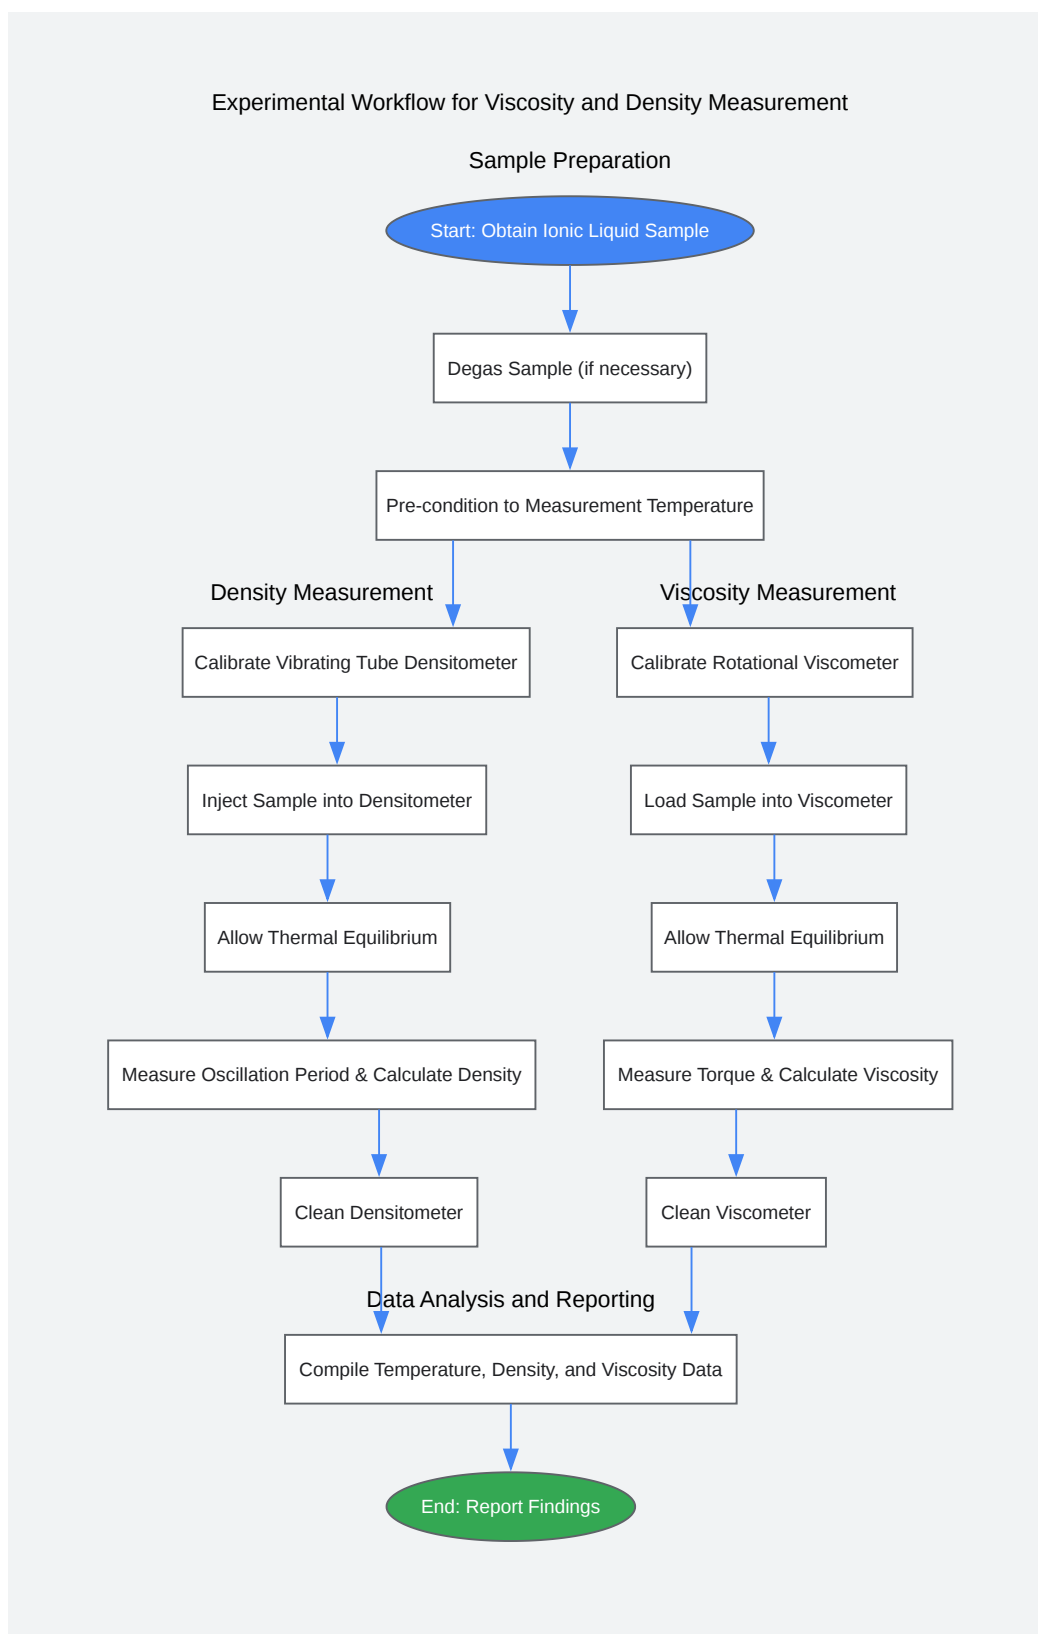 Experimental Workflow for Viscosity and Density Measurement
Sample Preparation
Start: Obtain Ionic Liquid Sample
Degas Sample (if necessary)
Pre-condition to Measurement Temperature
Density Measurement
Viscosity Measurement
Calibrate Vibrating Tube Densitometer
Calibrate Rotational Viscometer
Inject Sample into Densitometer
Load Sample into Viscometer
Allow Thermal Equilibrium
Allow Thermal Equilibrium
Measure Oscillation Period & Calculate Density
Measure Torque & Calculate Viscosity
Clean Densitometer
Clean Viscometer
Data Analysis and Reporting
Compile Temperature, Density, and Viscosity Data
End: Report Findings